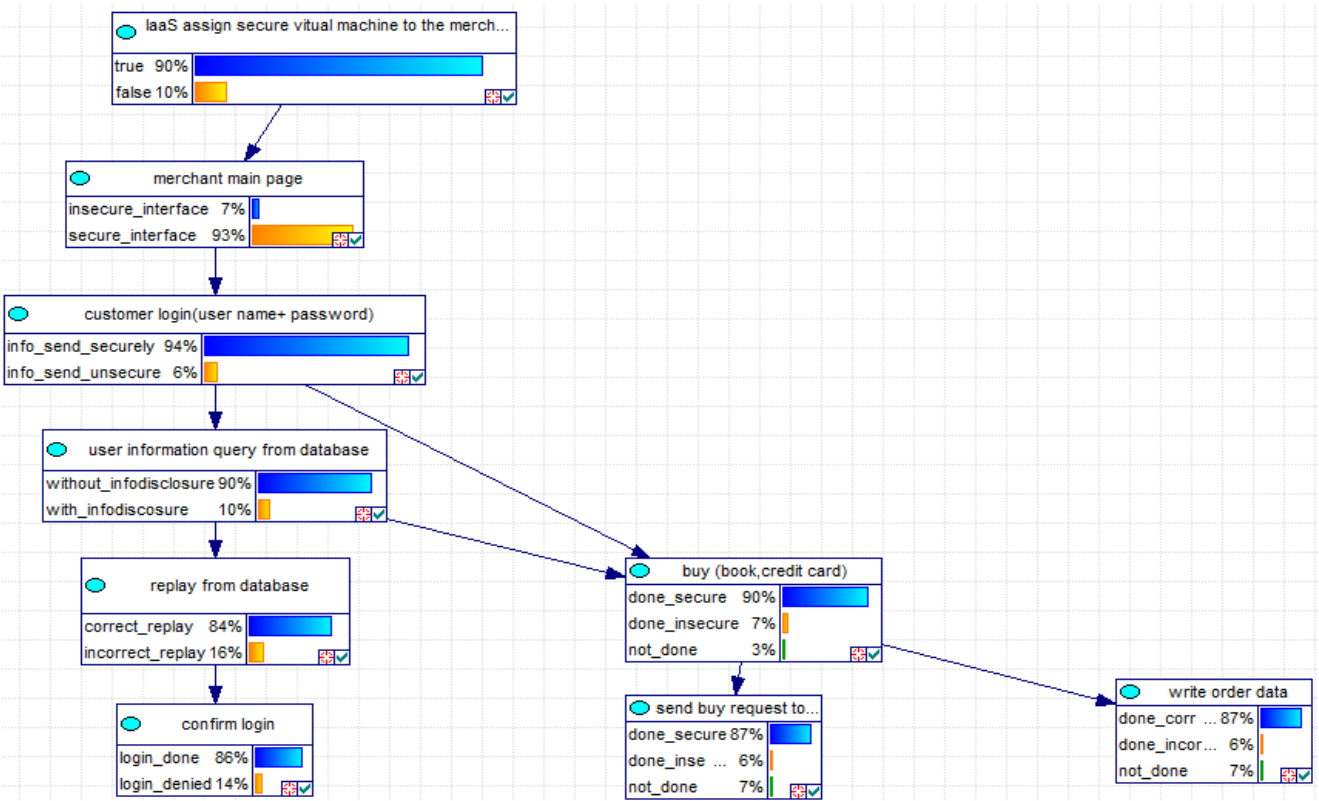 IaaS assign secure vitual machine to the merch...
true 90%
false 10%
merchant main page
insecure_interface 7%
secure_interface 93%
customer login(user name+ password)
info_send_securely 94%
info_send_unsecure 6%
user information query from database
without_infodisclosure 90%
with_infodiscosure 10%
replay from database
correct_replay 84%
incorrect_replay 16%
confirm login
login_done 86%
login_denied 14%
buy (book,credit card)
done_secure 90%
done_insecure 7%
not_done 3%
send buy request to...
done_secure 87%
done_inse ... 6%
not_done 7%
write order data
done_corr ... 87%
done_incor... 6%
not_done 7%